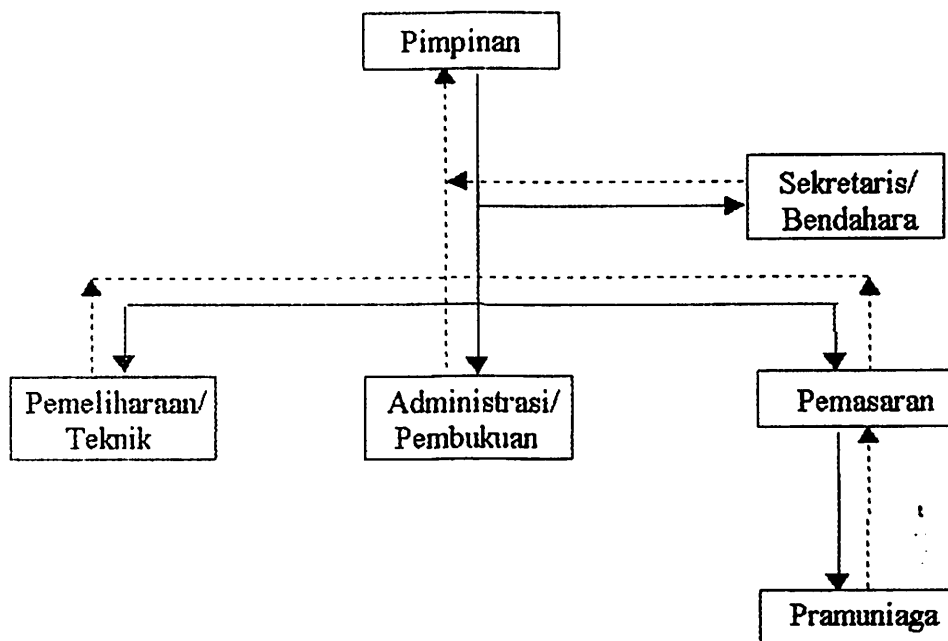 Pimpinan
Sekretaris/
Bendahara
Pemeliharaan/
Teknik
Administrasi/
Pembukuan
Pemasaran
Pramuniaga